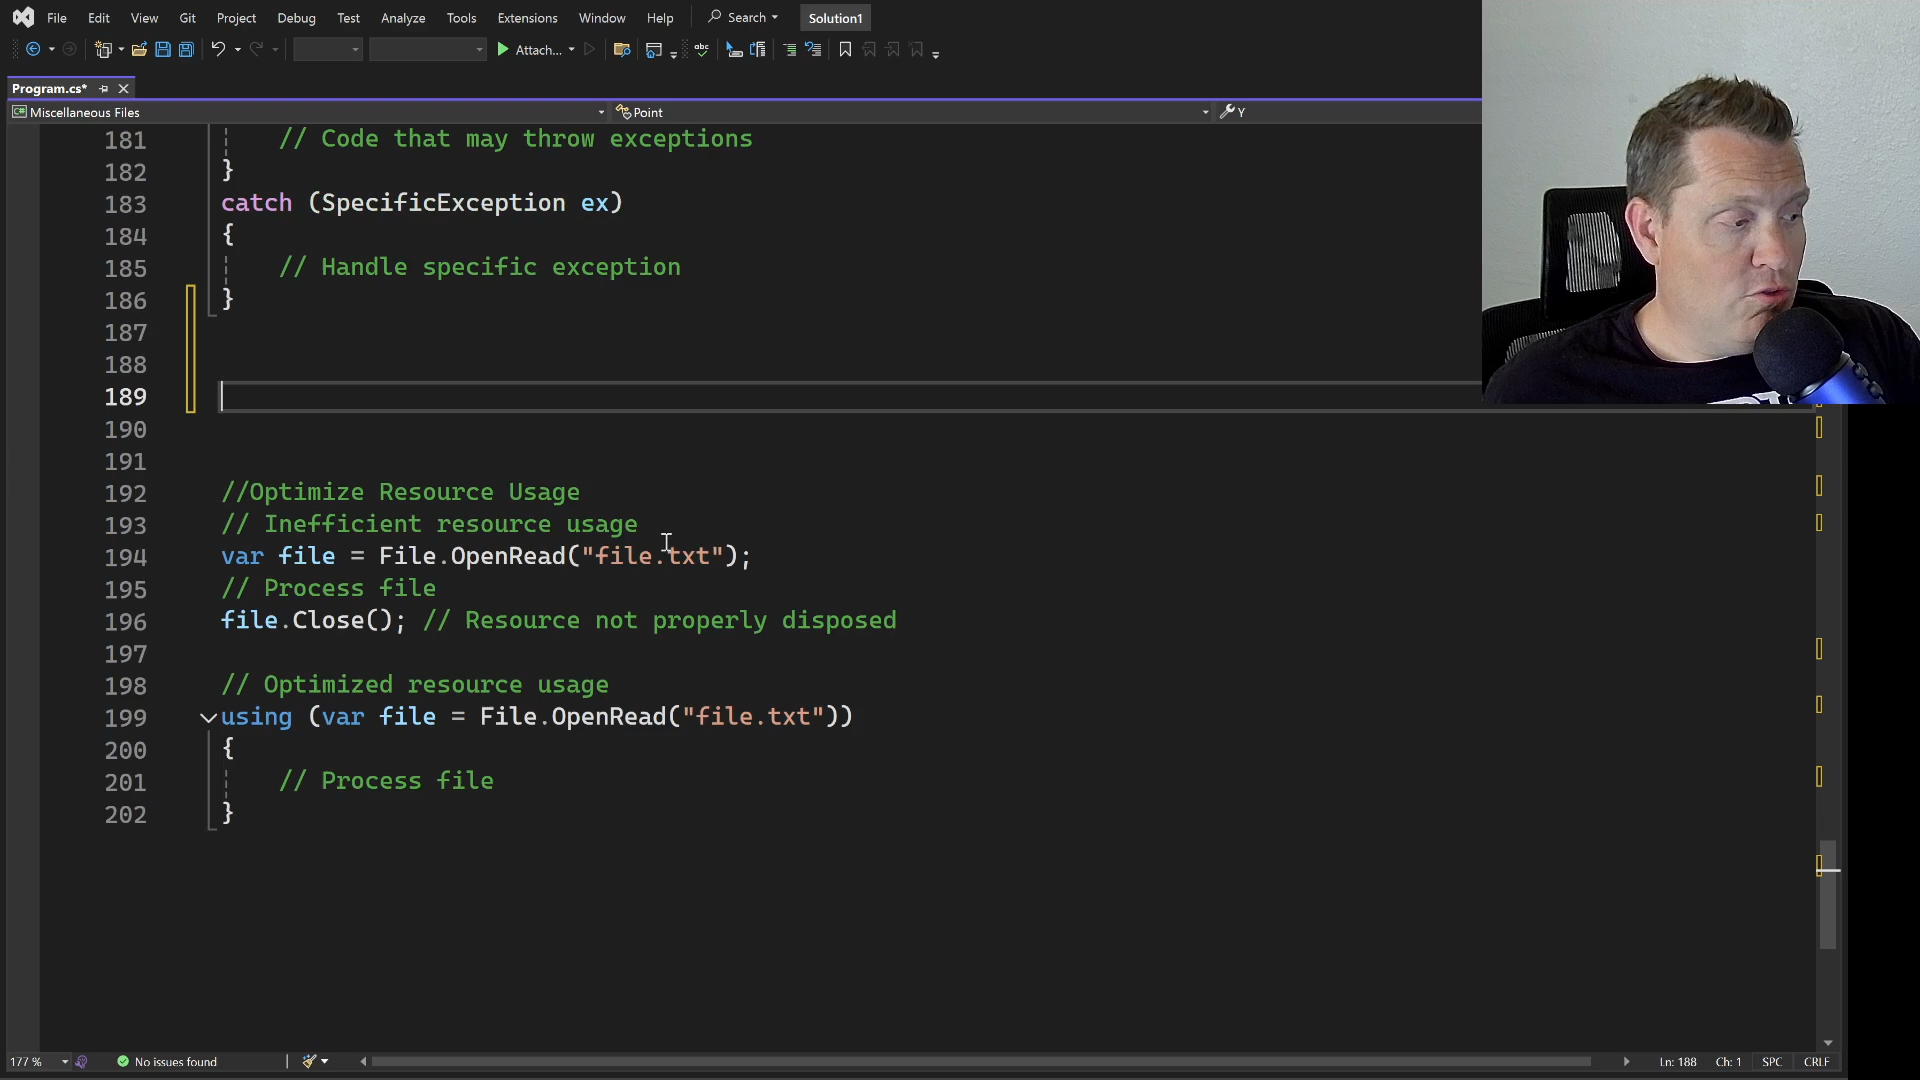 File Edit View Git Project Debug Test Analyze Tools Extensions Window Help Search Solution1
Attach...
Program.cs*
Miscellaneous Files Point Y
181 // Code that may throw exceptions
182 }
183 catch (SpecificException ex)
184 {
185 // Handle specific exception
186 }
187
188
189
190
191
192 //Optimize Resource Usage
193 // Inefficient resource usage
194 var file = File.OpenRead("file.txt");
195 // Process file
196 file.Close(); // Resource not properly disposed
197
198 // Optimized resource usage
199 using (var file = File.OpenRead("file.txt"))
200 {
201 // Process file
202 }
177 % No issues found Ln: 188 Ch: 1 SPC CRLF